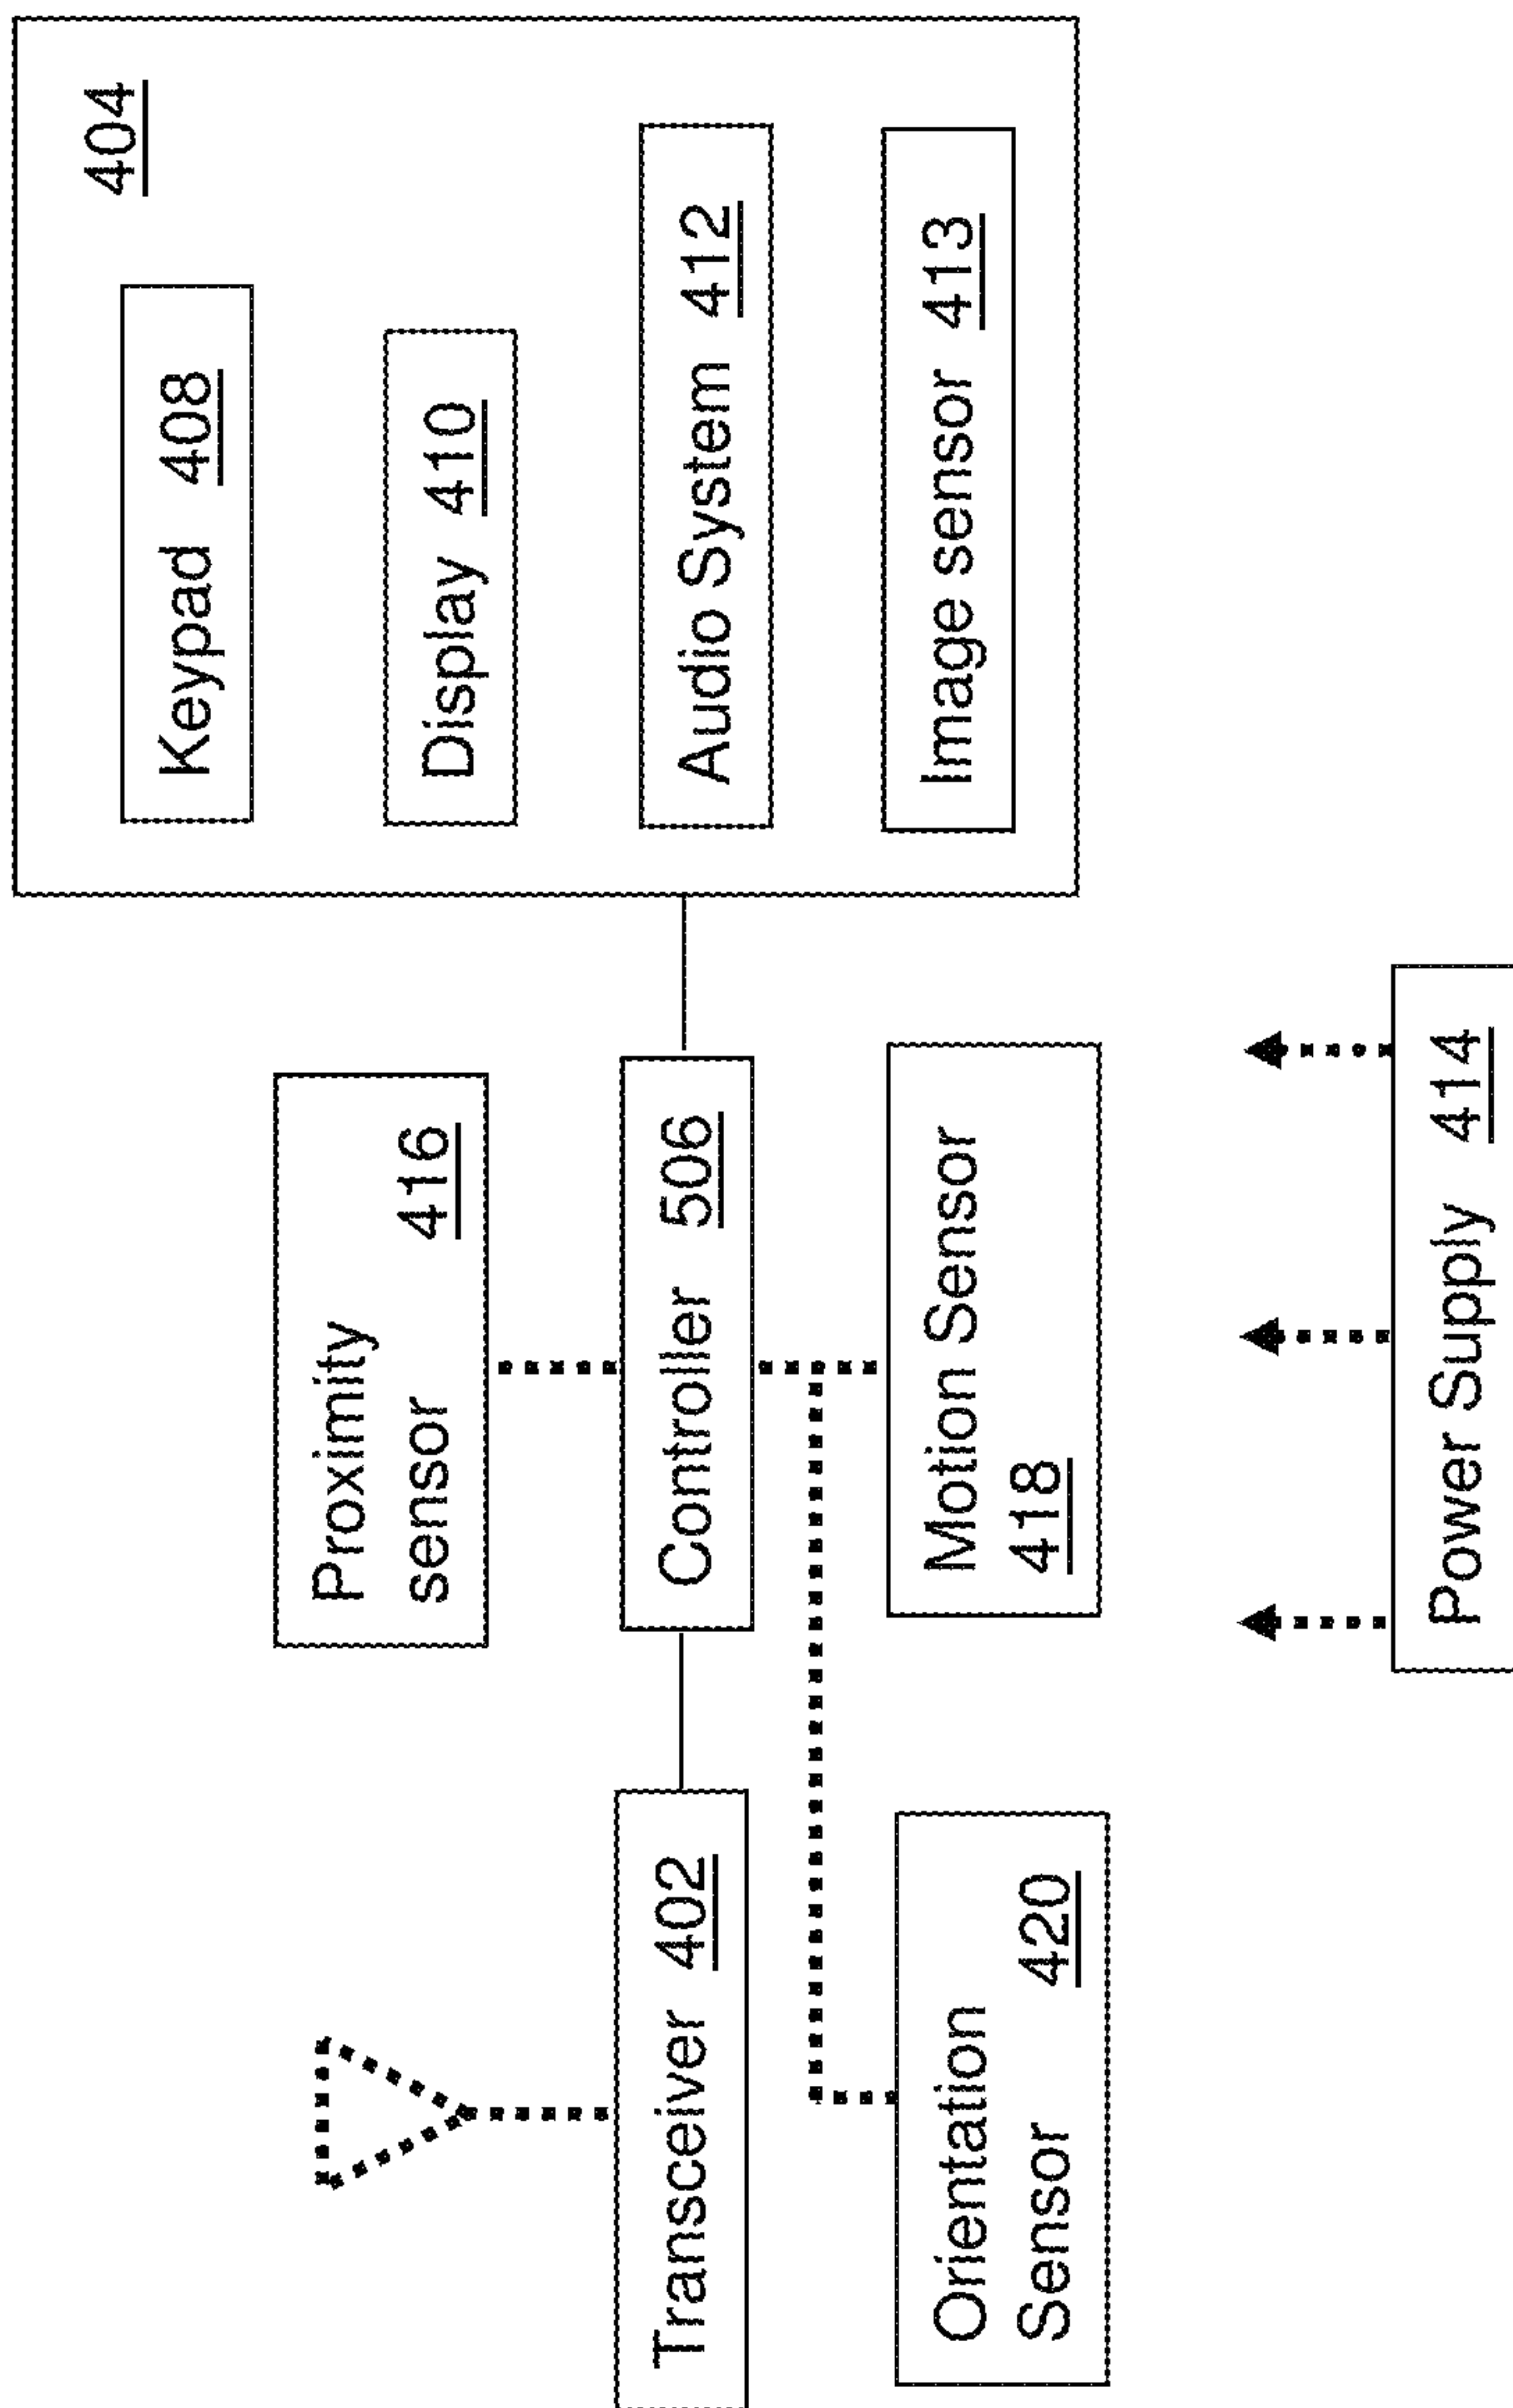 404
Keypad 408
Display 410
Audio System 412
Image sensor 413
Proximity
sensor 416
Transceiver 402
Controller 506
Orientation
Sensor 420
Motion Sensor
418
Power Supply 414